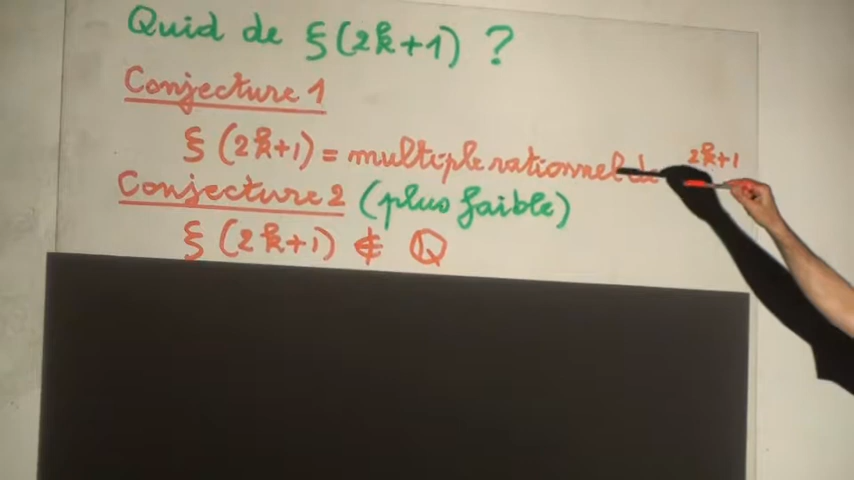 Quid de ξ(2k+1) ?
Conjecture 1
ξ(2k+1) = multiple rationnel de 2k+1
Conjecture 2 (plus faible)
ξ(2k+1) ∉ ℚ